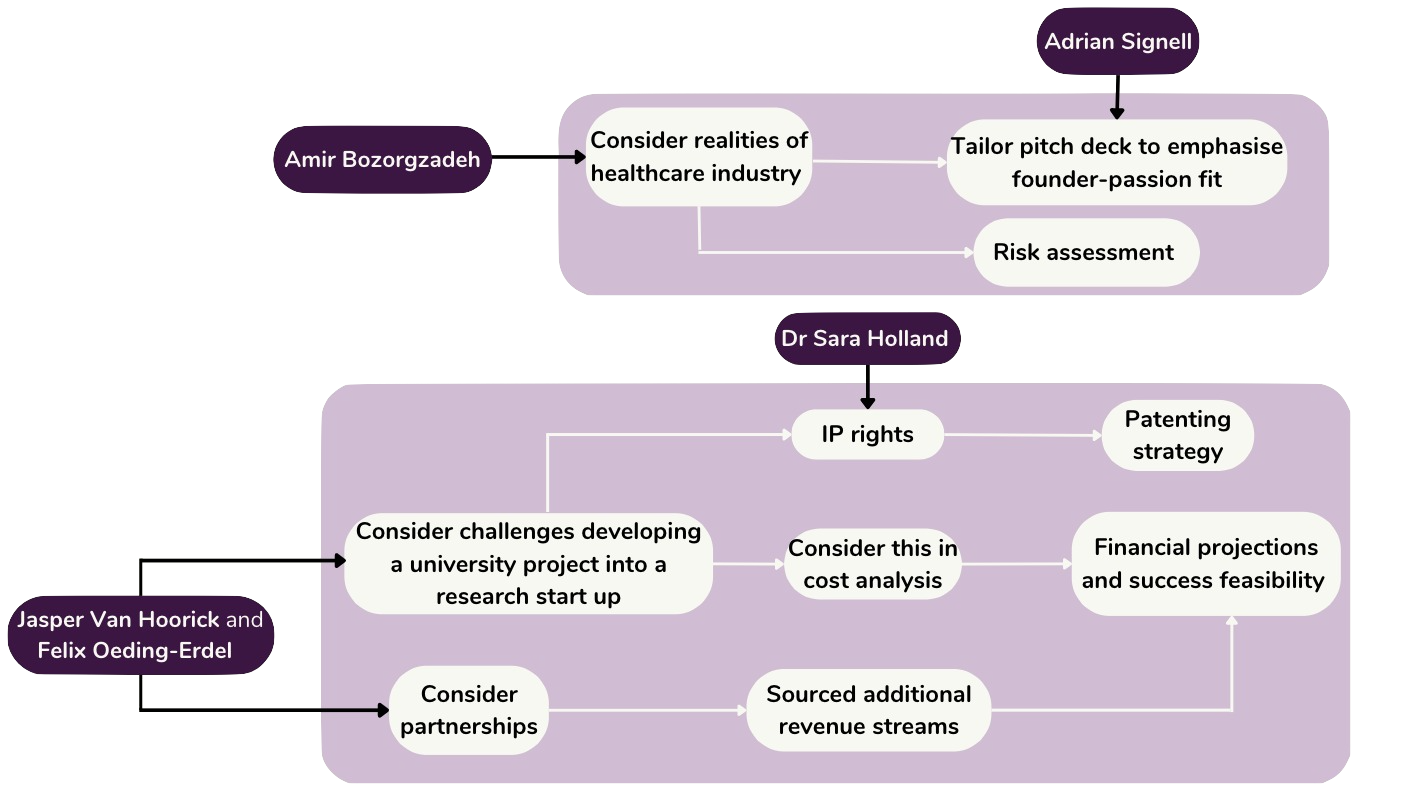 Adrian Signell
Amir Bozorgzadeh
Consider realities of
healthcare industry
Tailor pitch deck to emphasise
founder-passion fit
Risk assessment
Dr Sara Holland
IP rights
Patenting
strategy
Consider challenges developing
a university project into a
research start up
Consider this in
cost analysis
Financial projections
and success feasibility
Jasper Van Hoorick and
Felix Oeding-Erdel
Consider
partnerships
Sourced additional
revenue streams